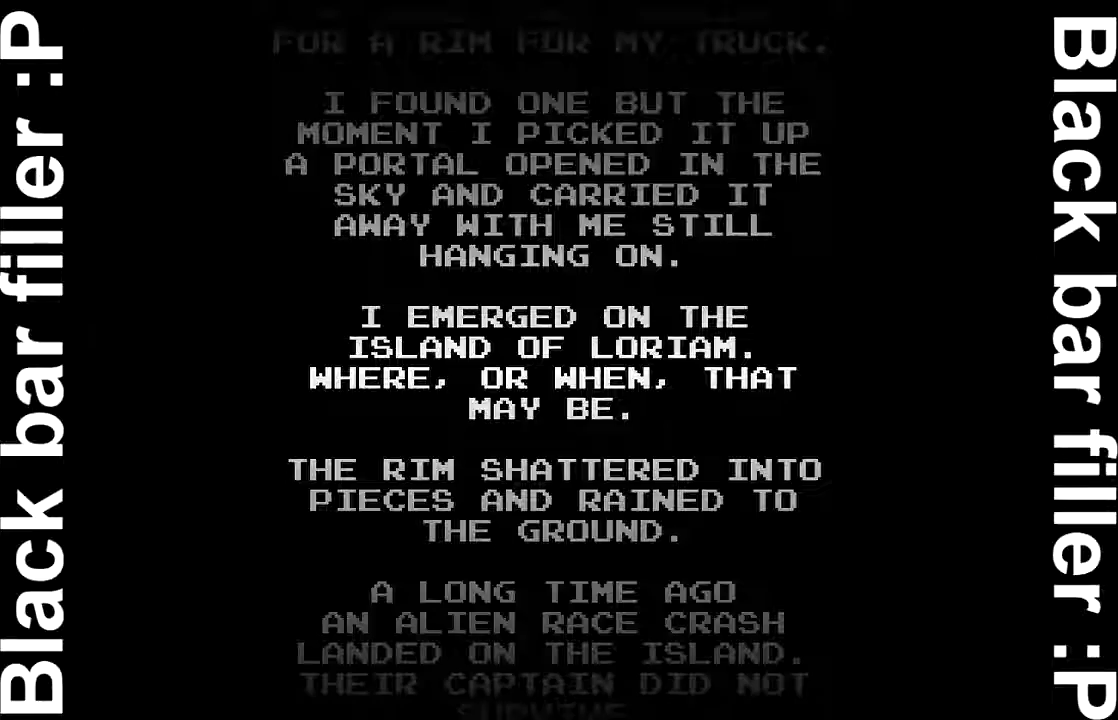 Black bar filler :P
FOR A RIM FOR MY TRUCK.
I FOUND ONE BUT THE
MOMENT I PICKED IT UP
A PORTAL OPENED IN THE
SKY AND CARRIED IT
AWAY WITH ME STILL
HANGING ON.
I EMERGED ON THE
ISLAND OF LORIAM.
WHERE, OR WHEN, THAT
MAY BE.
THE RIM SHATTERED INTO
PIECES AND RAINED TO
THE GROUND.
A LONG TIME AGO
AN ALIEN RACE CRASH
LANDED ON THE ISLAND.
THEIR CAPTAIN DID NOT
SURVIVE
Black bar filler :P